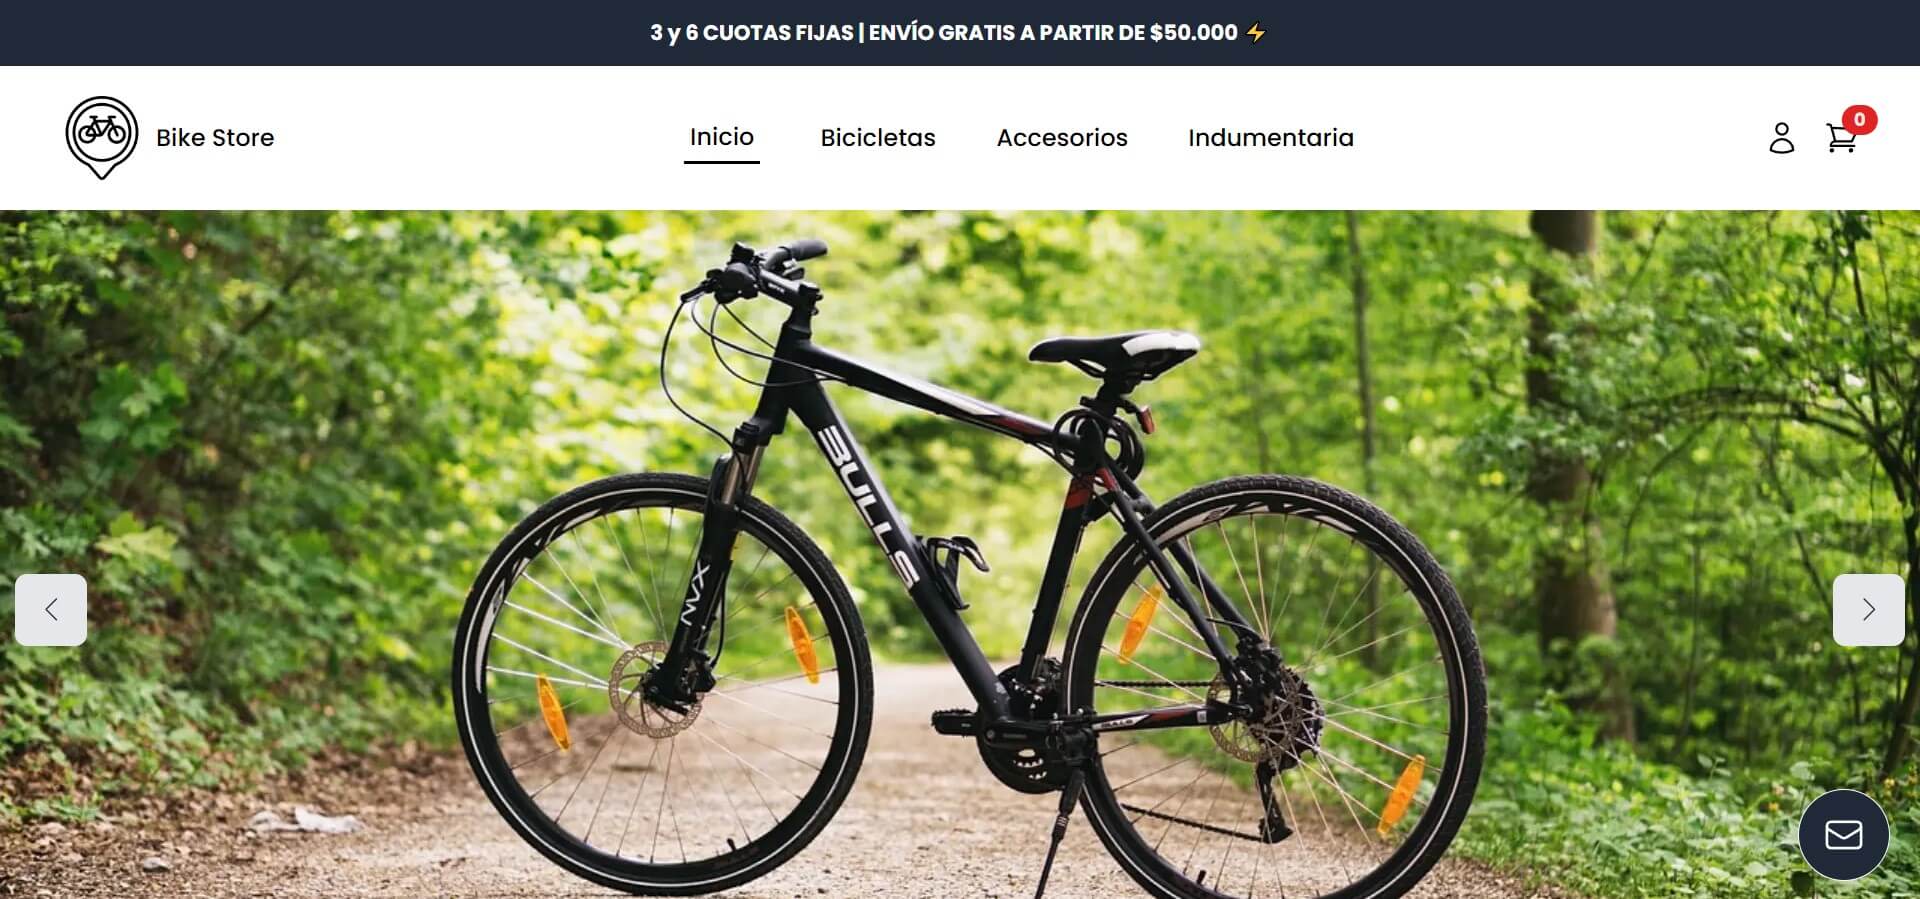 3 y 6 CUOTAS FIJAS | ENVÍO GRATIS A PARTIR DE $50.000 ⚡
Bike Store
Inicio
Bicicletas
Accesorios
Indumentaria
0
BULLS
NVX